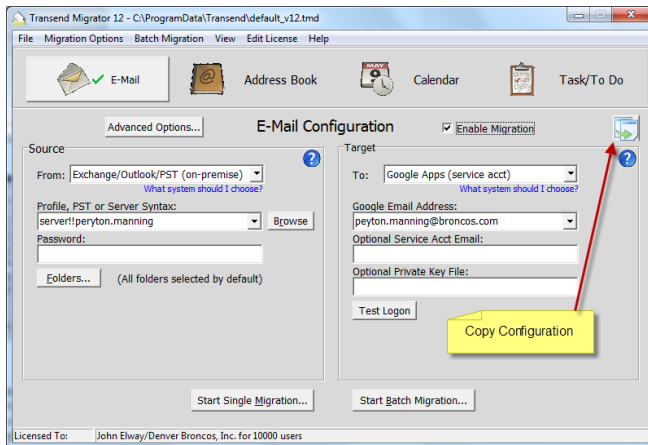 Transend Migrator 12 - C:\ProgramData\Transend\default_v12.tmd
File Migration Options Batch Migration View Edit License Help
E-Mail Address Book Calendar Task/To Do
MAY
Advanced Options... E-Mail Configuration Enable Migration
Source
From: Exchange/Outlook/PST (on-premise)
What system should I choose?
Profile, PST or Server Syntax:
server!!peryton.manning Browse
Password:
Folders... (All folders selected by default)
Target
To: Google Apps (service acct)
What system should I choose?
Google Email Address:
peyton.manning@broncos.com
Optional Service Acct Email:
Optional Private Key File:
Test Logon
Copy Configuration
Start Single Migration... Start Batch Migration...
Licensed To: John Elway/Denver Broncos, Inc. for 10000 users